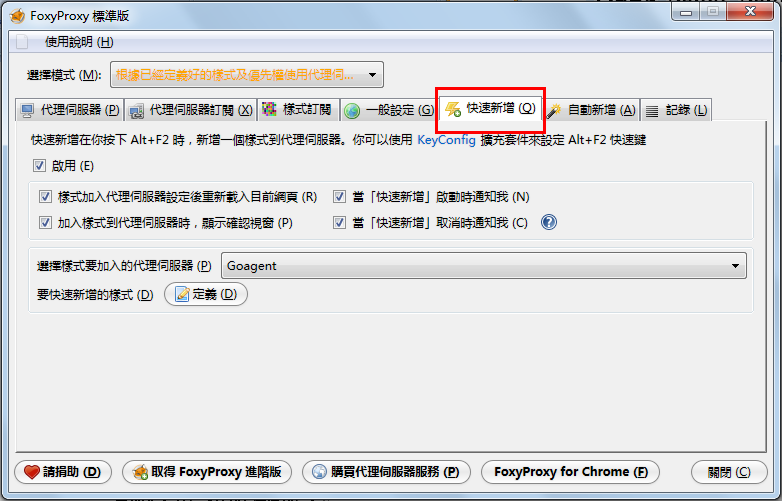 FoxyProxy 標準版
使用說明 (H)
選擇模式 (M): 根據已經定義好的樣式及優先權使用代理伺...
代理伺服器 (P) 代理伺服器訂閱 (X) 樣式訂閱 一般設定 (G) 快速新增 (Q) 自動新增 (A) 記錄 (L)
快速新增在你按下 Alt+F2 時，新增一個樣式到代理伺服器。你可以使用 KeyConfig 擴充套件來設定 Alt+F2 快速鍵
啟用 (E)
樣式加入代理伺服器設定後重新載入目前網頁 (R) 當「快速新增」啟動時通知我 (N)
加入樣式到代理伺服器時，顯示確認視窗 (P) 當「快速新增」取消時通知我 (C) ?
選擇樣式要加入的代理伺服器 (P) Goagent
要快速新增的樣式 (D) 定義 (D)
請捐助 (D) 取得 FoxyProxy 進階版 購買代理伺服器服務 (P) FoxyProxy for Chrome (F) 關閉 (C)